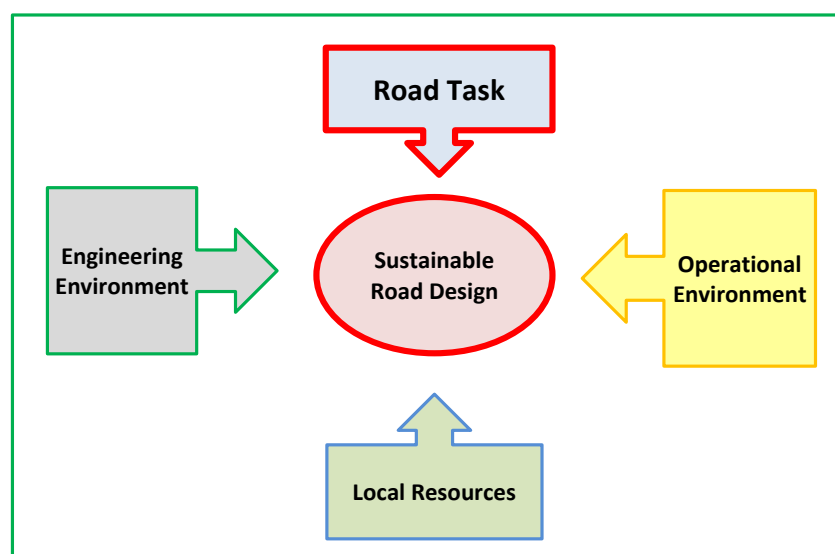 Road Task
Engineering
Environment
Sustainable
Road Design
Operational
Environment
Local Resources